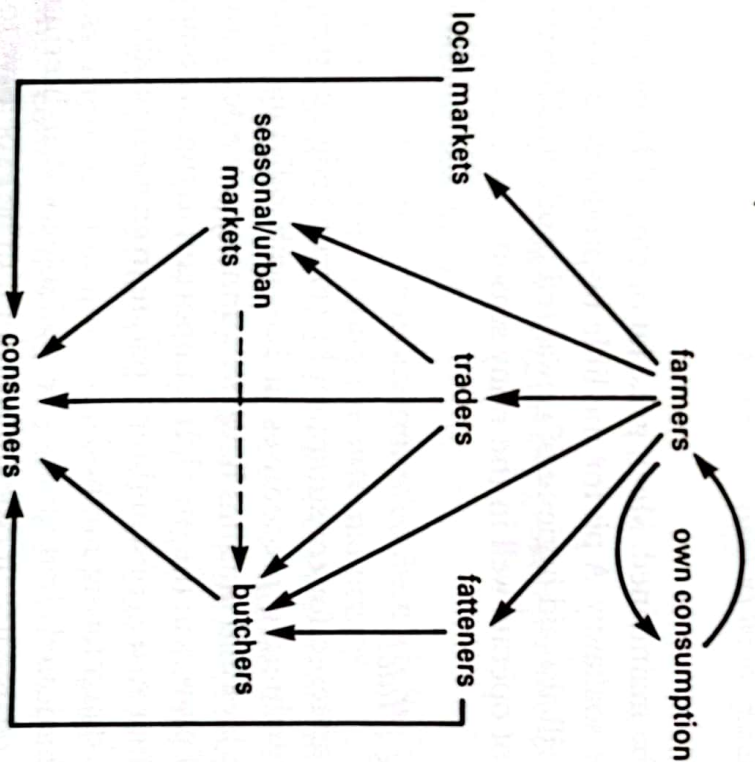 farmers
own consumption
local markets
traders
fatteners
seasonal/urban
markets
butchers
consumers